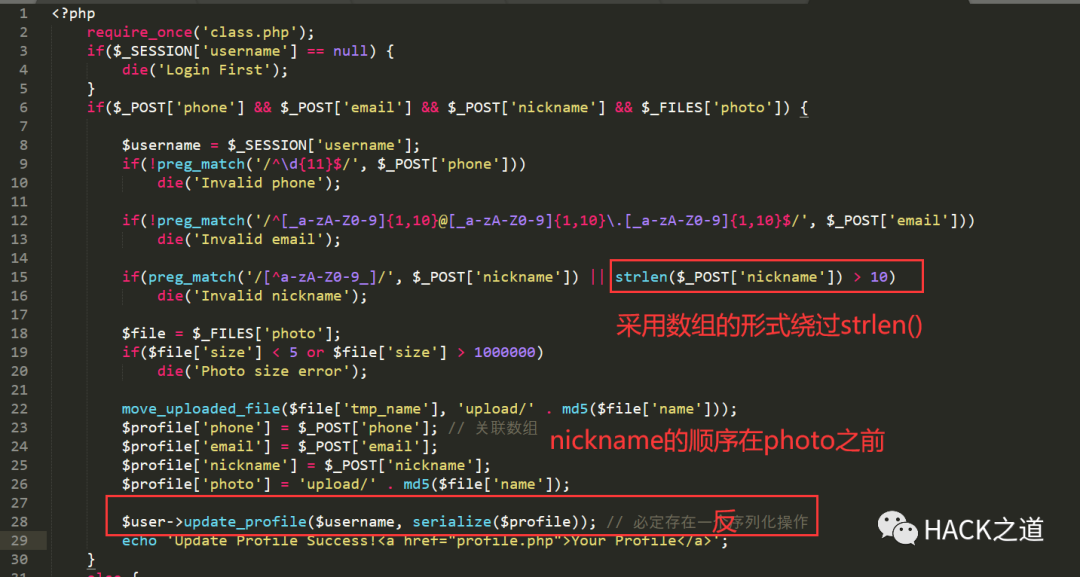 1 <?php
2 require_once('class.php');
3 if($_SESSION['username'] == null) {
4 die('Login First');
5 }
6 if($_POST['phone'] && $_POST['email'] && $_POST['nickname'] && $_FILES['photo']) {
7
8 $username = $_SESSION['username'];
9 if(!preg_match('/^\d{11}$/', $_POST['phone']))
10 die('Invalid phone');
11
12 if(!preg_match('/^[_a-zA-Z0-9]{1,10}@[_a-zA-Z0-9]{1,10}\.[_a-zA-Z0-9]{1,10}$/', $_POST['email']))
13 die('Invalid email');
14
15 if(preg_match('/[^a-zA-Z0-9_]/', $_POST['nickname']) || strlen($_POST['nickname']) > 10)
16 die('Invalid nickname');
采用数组的形式绕过strlen()
17
18 $file = $_FILES['photo'];
19 if($file['size'] < 5 or $file['size'] > 1000000)
20 die('Photo size error');
21
22 move_uploaded_file($file['tmp_name'], 'upload/' . md5($file['name']));
23 $profile['phone'] = $_POST['phone']; // 关联数组
nickname的顺序在photo之前
24 $profile['email'] = $_POST['email'];
25 $profile['nickname'] = $_POST['nickname'];
26 $profile['photo'] = 'upload/' . md5($file['name']);
27
28 $user->update_profile($username, serialize($profile)); // 必定存在一个反序列化操作
29 echo 'Update Profile Success!<a href="profile.php">Your Profile</a>';
30 }
31 else {
HACK之道